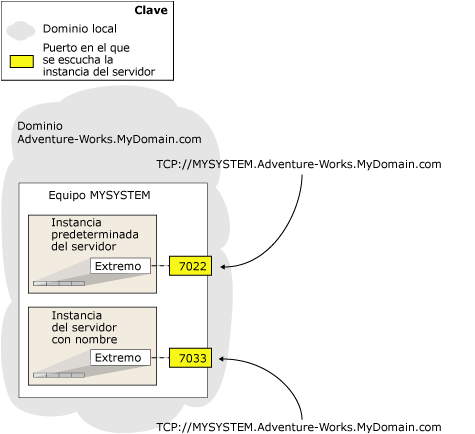 Clave
Dominio local
Puerto en el que
se escucha la
instancia del servidor
Dominio
Adventure-Works.MyDomain.com
TCP://MYSYSTEM.Adventure-Works.MyDomain.com
Equipo MYSYSTEM
Instancia
predeterminada
del servidor
Extremo
7022
Instancia
del servidor
con nombre
Extremo
7033
TCP://MYSYSTEM.Adventure-Works.MyDomain.com